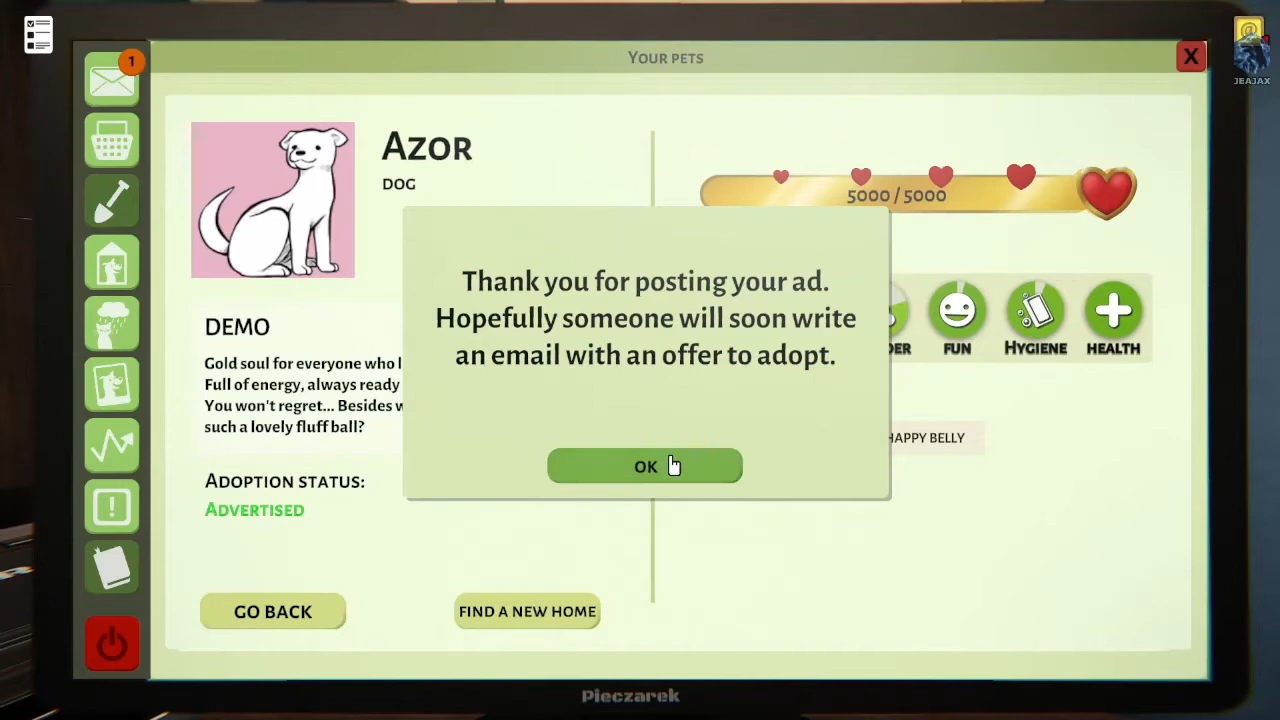 1
YOUR PETS
X
JEAJAX
AZOR
DOG
5000 / 5000
Thank you for posting your ad.
Hopefully someone will soon write
an email with an offer to adopt.
OK
FUN
HYGIENE
HEALTH
DEMO
Gold soul for everyone who
Full of energy, always ready
You won't regret... Besides
such a lovely fluff ball?
HAPPY BELLY
ADOPTION STATUS:
ADVERTISED
GO BACK
FIND A NEW HOME
Pieczarek